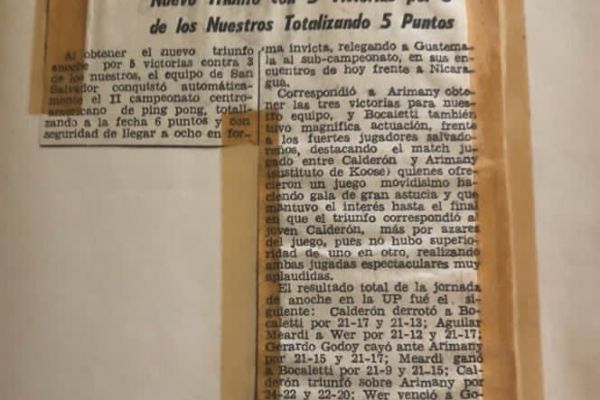 Nuevo Triunfo con 5 Victorias por 3
de los Nuestros Totalizando 5 Puntos
Al obtener el nuevo triunfo
anoche por 5 victorias contra 3
de los nuestros, el equipo de San
Salvador conquistó automática-
mente el II campeonato centro-
americano de ping pong, totali-
zando a la fecha 6 puntos y con
seguridad de llegar a ocho en for-
ma invicta, relegando a Guatema-
la al sub-campeonato, en sus en-
cuentros de hoy frente a Nicara-
gua.
Correspondió a Arimany obte-
ner las tres victorias para nues-
tro equipo, y Bocaletti también
tuvo magnífica actuación, frente
a los fuertes jugadores salvado-
reños, destacando el match ju-
gado entre Calderón y Arimany
(sustituto de Koose) quienes ofre-
cieron un juego movidísimo ha-
ciendo gala de gran astucia y que
mantuvo el interés hasta el final
en que el triunfo correspondió al
joven Calderón, más por azares
del juego, pues no hubo superio-
ridad de uno en otro, realizando
ambas jugadas espectaculares muy
aplaudidas.
El resultado total de la jornada
de anoche en la UP fué el si-
guiente: Calderón derrotó a Bo-
caletti por 21-17 y 21-13; Aguilar
Meardi a Wer por 21-12 y 21-17;
Gerardo Godoy cayó ante Arimany
por 21-15 y 21-17; Meardi ganó
a Bocaletti por 21-9 y 21-15; Cal-
derón triunfó sobre Arimany por
24-22 y 22-20; Wer venció a Go-